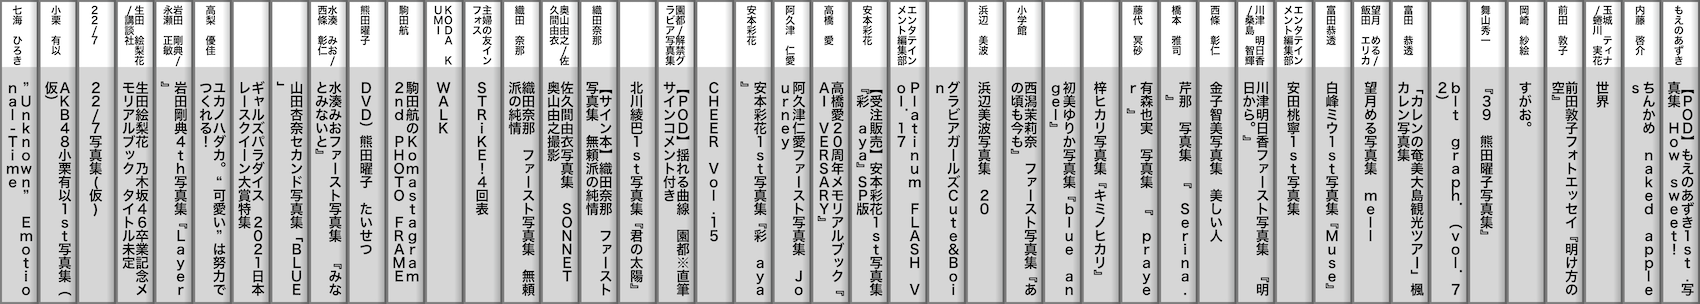 もえのあずき
【POD】もえのあずき1st.写
真集 How sweet!
内藤 啓介
ちんかめ naked apple
s
玉城 ティナ
/蜷川 実花
世界
前田 敦子
前田敦子フォトエッセイ『明け方の
空』
岡崎 紗絵
すがお。
舞山秀一
『39 熊田曜子写真集』
blt graph.(vol.7
2)
富田 恭透
「カレンの奄美大島観光ツアー」楓
カレン写真集
望月 める/
飯田 エリカ
望月める写真集 mell
富田恭透
白峰ミウ1st写真集『Muse』
エンタテイン
メント編集部
安田桃寧1st写真集
川津 明日香
/桑島 智輝
川津明日香ファースト写真集 『明
日から。』
西條 彰仁
金子智美写真集 美しい人
橋本 雅司
芹那 写真集 『Serina.
』
藤代 冥砂
有森也実 写真集 『 praye
r 』
梓ヒカリ写真集『キミノヒカリ』
初美ゆりか写真集『blue an
gel』
小学館
西潟茉莉奈 ファースト写真集『あ
の頃も今も』
浜辺 美波
浜辺美波写真集 20
グラビアガールズCute&Boi
n
エンタテイン
メント編集部
Platinum FLASH V
ol.17
安本彩花
【受注販売】安本彩花1st写真集
『彩 aya』SP版
高橋 愛
高橋愛20周年メモリアルブック『
AI VERSARY』
阿久津 仁愛
阿久津仁愛ファースト写真集 Jo
urney
安本彩花
安本彩花1st写真集『彩 aya
』
CHEER Vol.15
園都/解禁グ
ラビア写真集
【POD】揺れる曲線 園都※直筆
サインコメント付き
北川綾巴1st写真集『君の太陽』
織田奈那
【サイン本】織田奈那 ファースト
写真集 無頼派の純情
奥山由之/佐
久間由衣
佐久間由衣写真集 SONNET
奥山由之撮影
織田 奈那
織田奈那 ファースト写真集 無頼
派の純情
主婦の友イン
フォス
STRiKE!4回表
KODA K
UMI
WALK
駒田航
駒田航のKomastagram
2nd PHOTO FRAME
熊田曜子
DVD)熊田曜子 たいせつ
水湊 みお/
西條 彰仁
水湊みおファースト写真集 『みな
とみないと』
山田杏奈セカンド写真集「BLUE
」
ギャルズパラダイス 2021日本
レースクイーン大賞特集
高梨 優佳
ユカノハダカ。“可愛い”は努力で
つくれる!
岩田 剛典/
永瀬 正敏
岩田剛典4th写真集『Layer
』
生田 絵梨花
/講談社
生田絵梨花 乃木坂46卒業記念メ
モリアルブック タイトル未定
22/7
22/7写真集(仮)
小栗 有以
AKB48小栗有以1st写真集(
仮)
七海 ひろき
”Unknown” Emotio
nal-Time